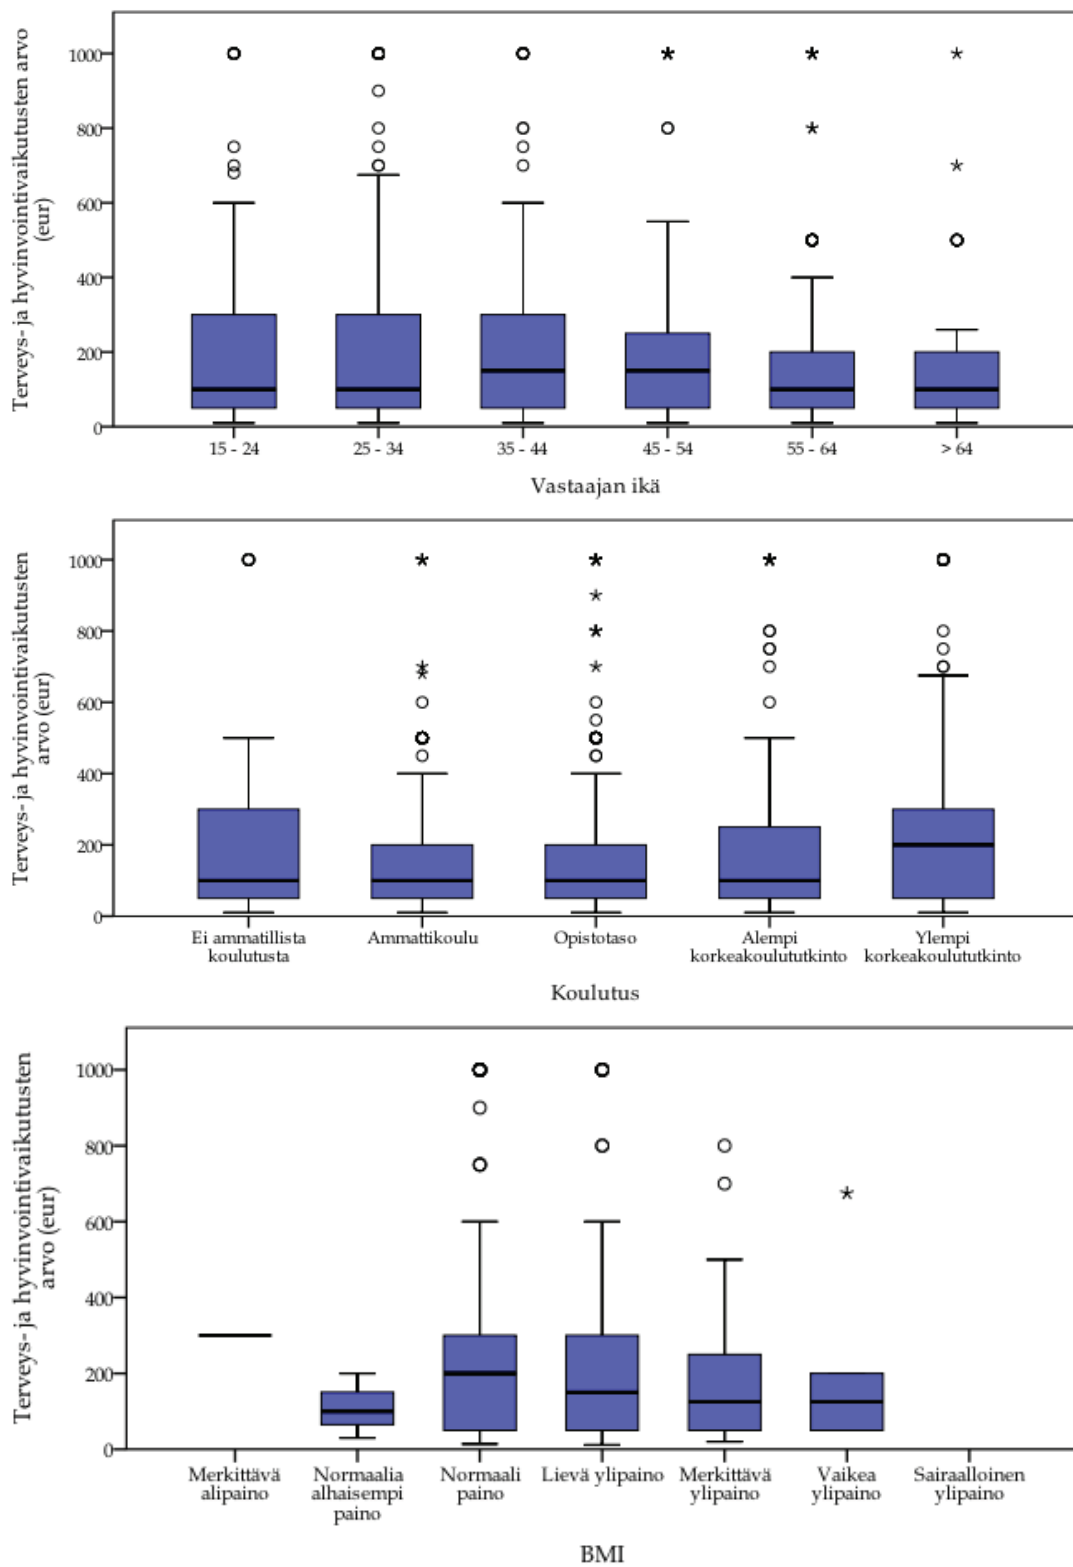 Terveys- ja hyvinvointivaikutusten arvo
(eur)
1000
800
600
400
200
0
15 - 24
25 - 34
35 - 44
45 - 54
55 - 64
> 64
Vastaajan ikä
Terveys- ja hyvinvointivaikutusten
arvo (eur)
1000
800
600
400
200
0
Ei ammatillista
koulutusta
Ammattikoulu
Opistotaso
Alempi
korkeakoulututkinto
Ylempi
korkeakoulututkinto
Koulutus
Terveys- ja hyvinvointivaikutusten
arvo (eur)
1000
800
600
400
200
0
Merkittävä
alipaino
Normaalia
alhaisempi
paino
Normaali
paino
Lievä ylipaino
Merkittävä
ylipaino
Vaikea
ylipaino
Sairaalloinen
ylipaino
BMI